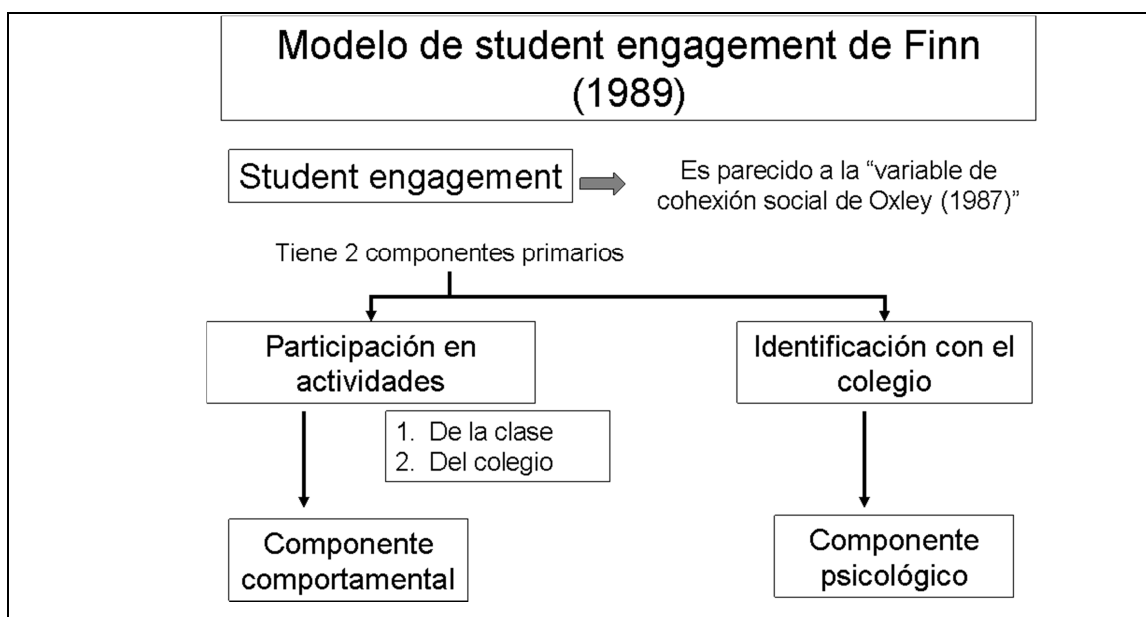 Modelo de student engagement de Finn
(1989)
Student engagement
Es parecido a la “variable de
cohexión social de Oxley (1987)”
Tiene 2 componentes primarios
Participación en
actividades
Identificación con el
colegio
1. De la clase
2. Del colegio
Componente
comportamental
Componente
psicológico